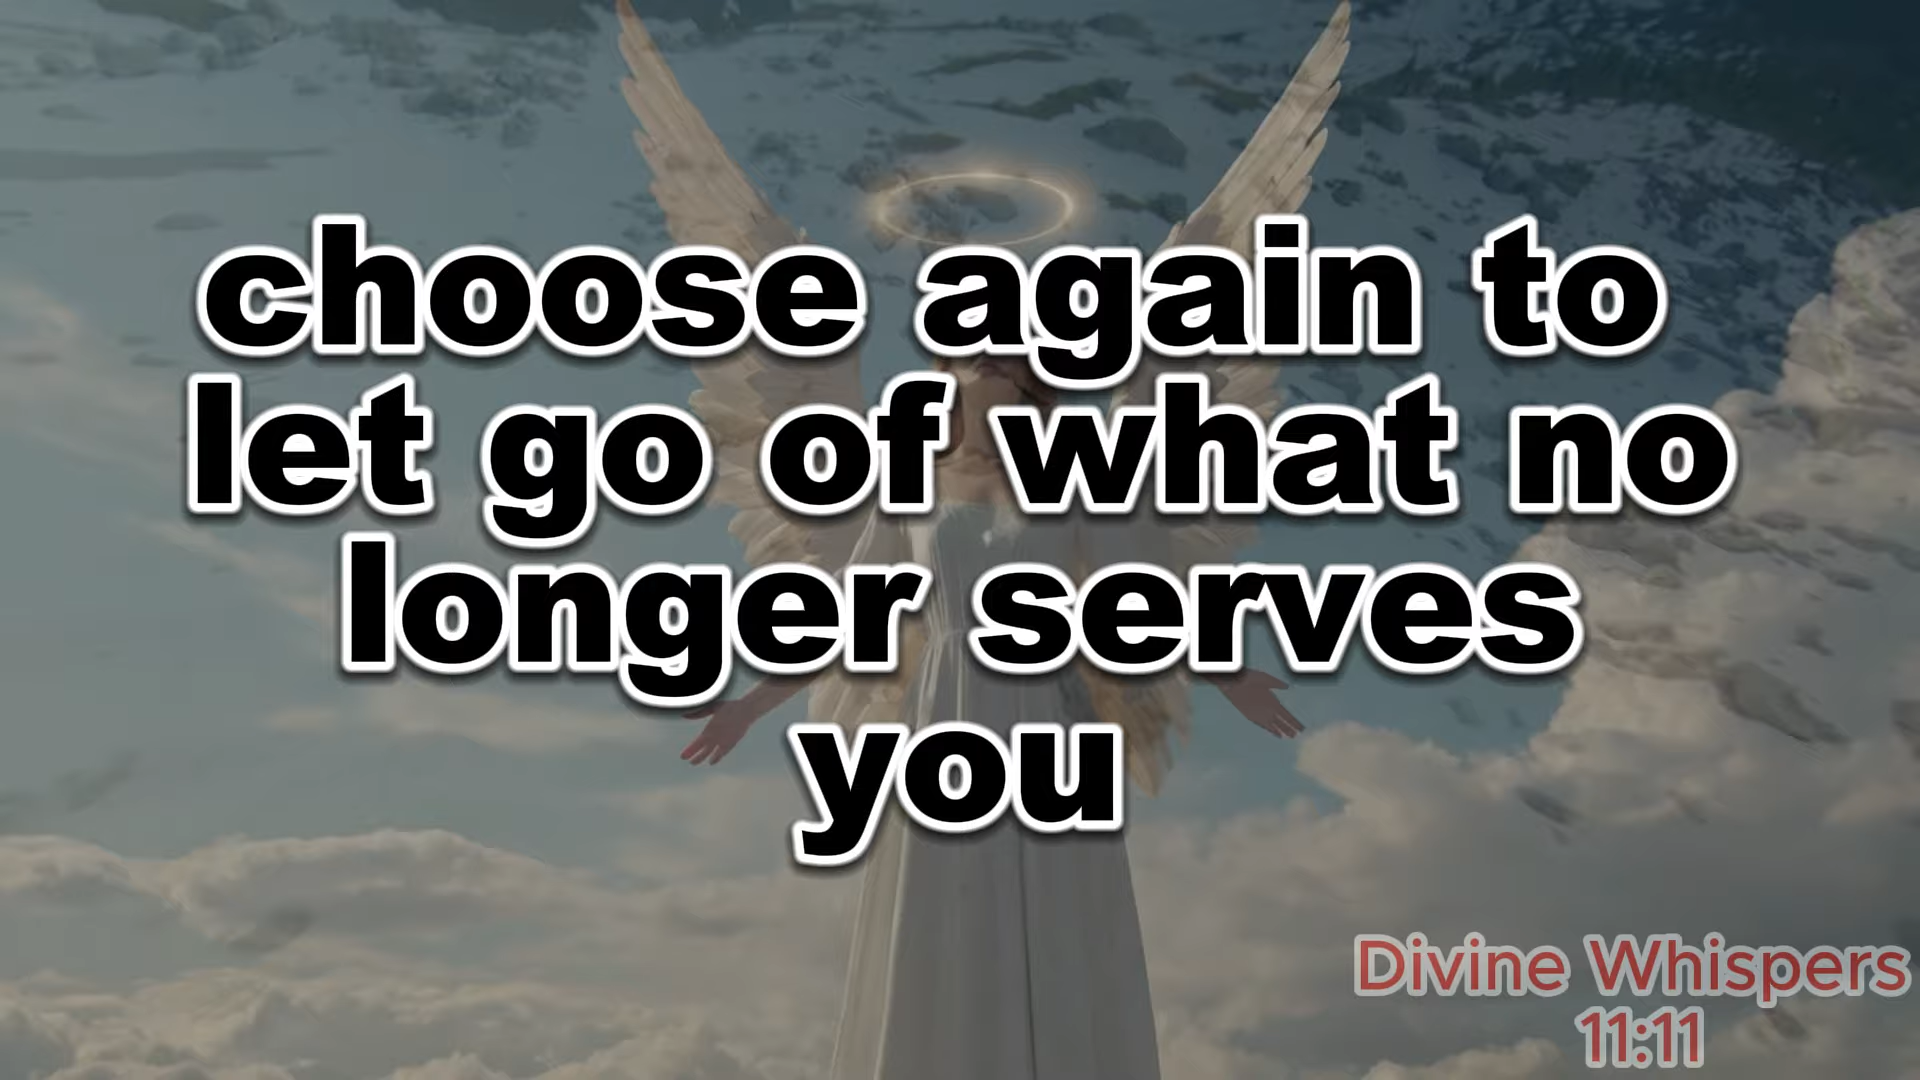 choose again to
let go of what no
longer serves
you
Divine Whispers
11:11